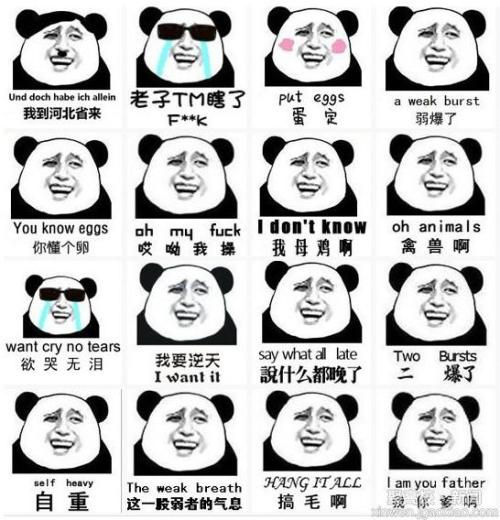 Und doch habe ich allein
我到河北省来
老子TM瞎了
F**K
put eggs
蛋 定
a weak burst
弱爆了
You know eggs
你懂个卵
oh my fuck
哎呦我操
I don't know
我母鸡啊
oh animals
禽兽啊
want cry no tears
欲哭无泪
我要逆天
I want it
say what all late
說什么都晚了
Two Bursts
二 爆了
self heavy
自 重
The weak breath
这一股弱者的气息
HANG IT ALL
搞毛啊
I am you father
我你爹啊